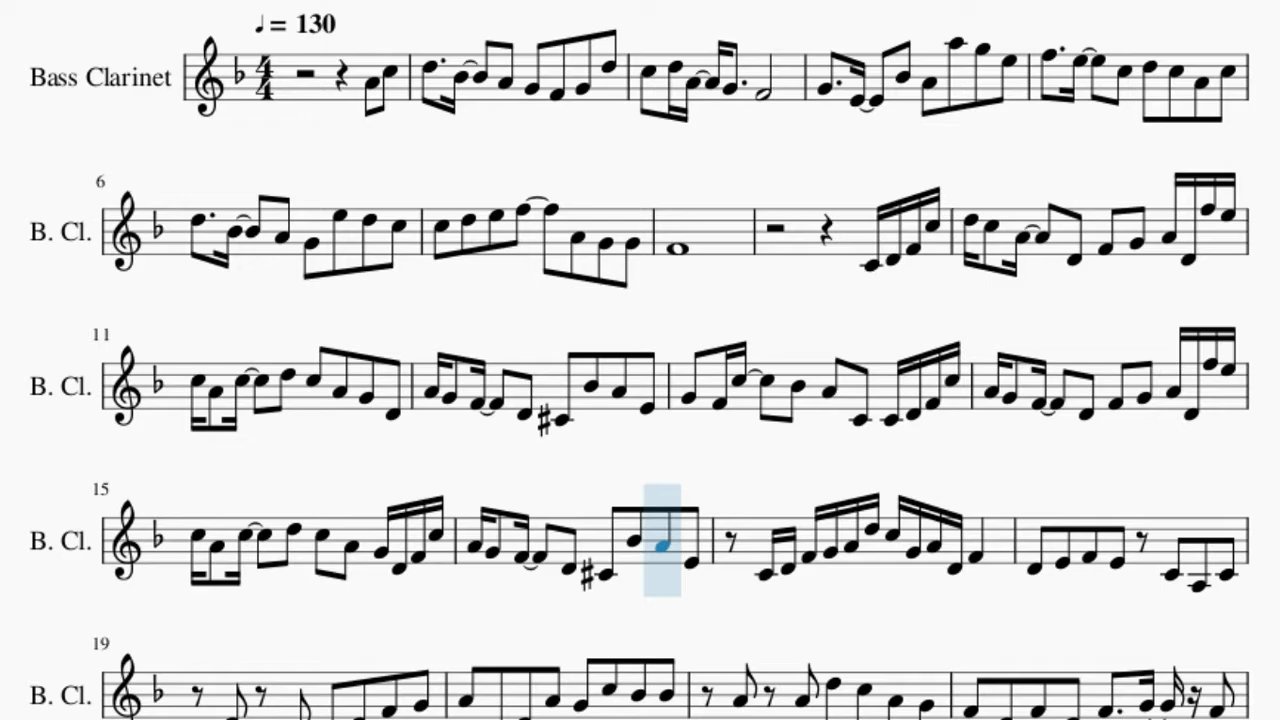 ♩ = 130
Bass Clarinet
4
4
6
B. Cl.
11
B. Cl.
15
B. Cl.
19
B. Cl.